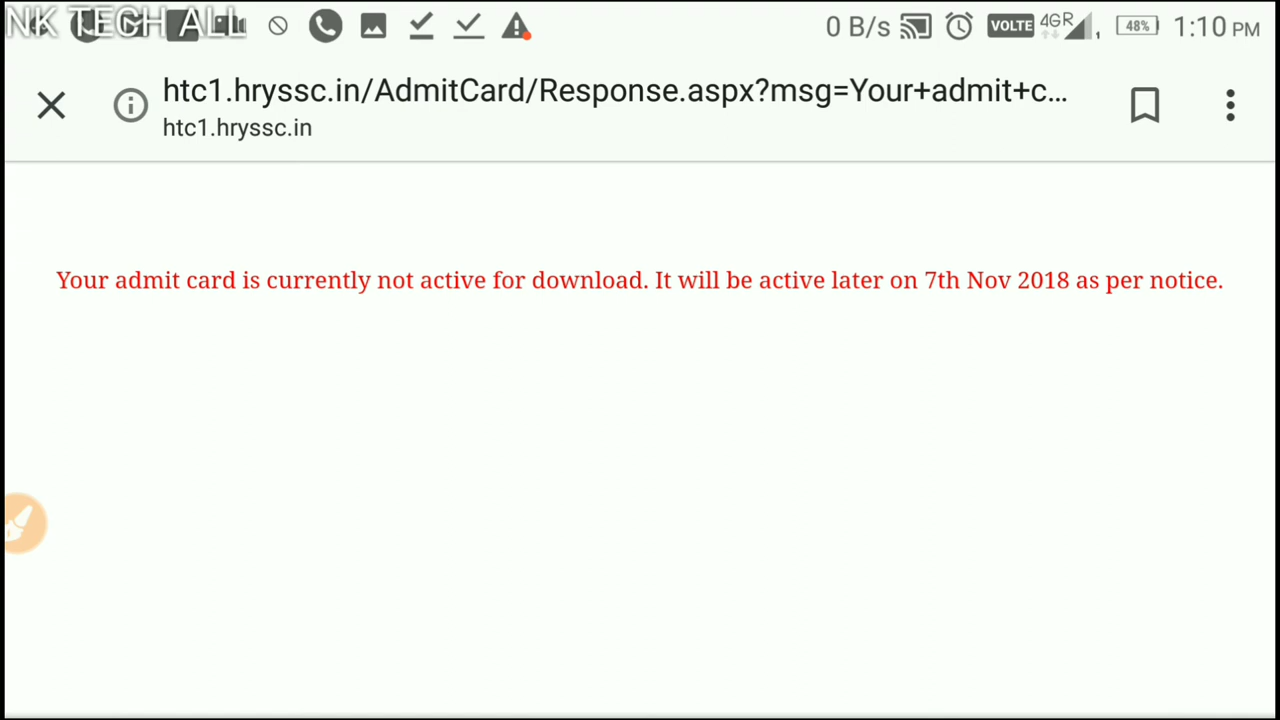 NK TECH ALL 0 B/s VOLTE 4GR 1 48% 1:10 PM
htc1.hryssc.in/AdmitCard/Response.aspx?msg=Your+admit+c...
htc1.hryssc.in
Your admit card is currently not active for download. It will be active later on 7th Nov 2018 as per notice.